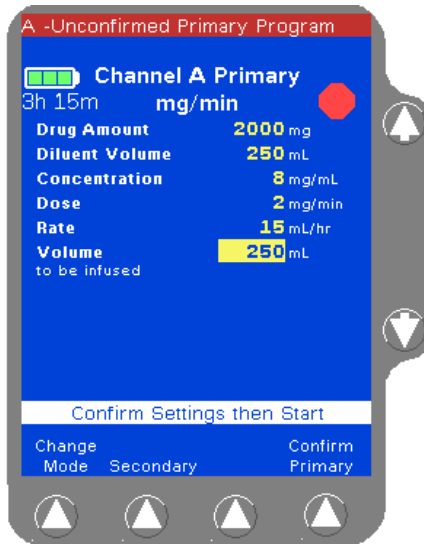 A -Unconfirmed Primary Program
Channel A Primary
3h 15m mg/min
Drug Amount 2000 mg
Diluent Volume 250 mL
Concentration 8 mg/mL
Dose 2 mg/min
Rate 15 mL/hr
Volume 250 mL
to be infused
Confirm Settings then Start
Change Confirm
Mode Secondary Primary